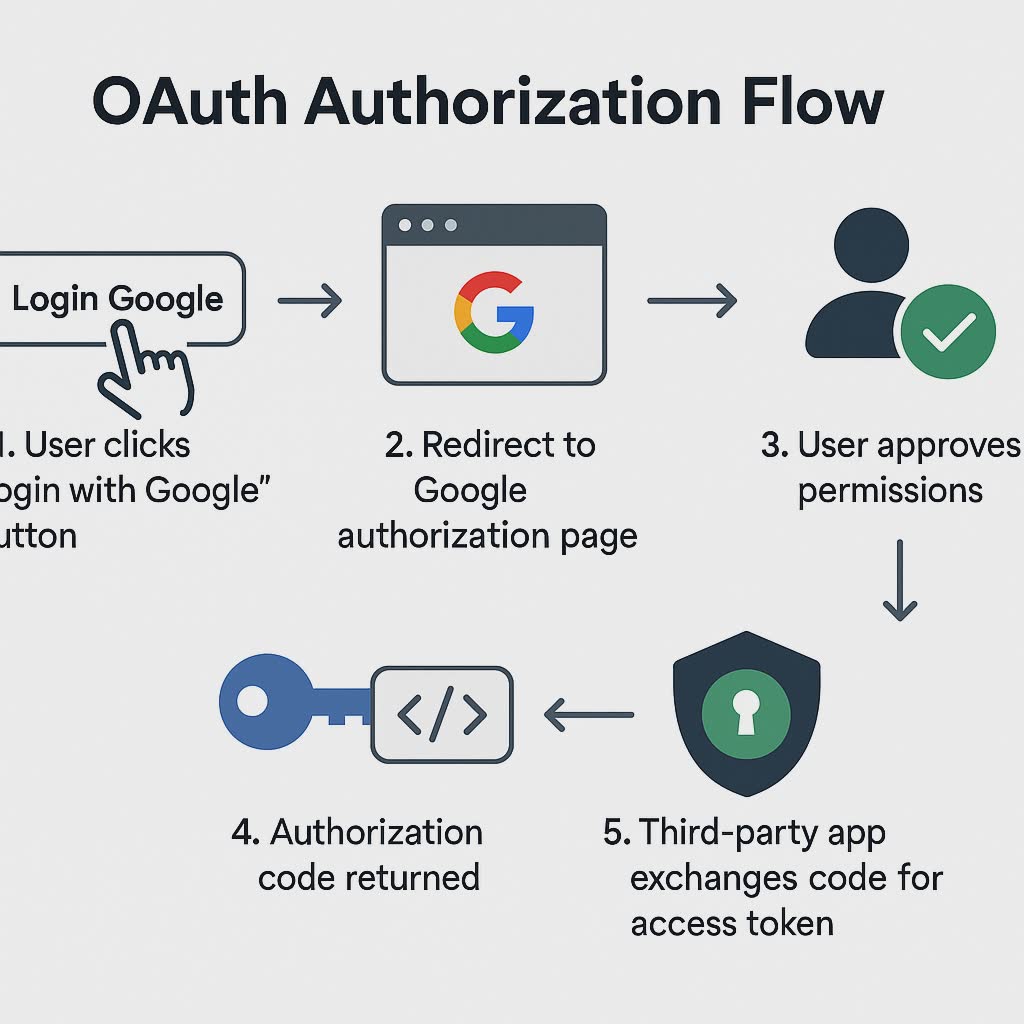 OAuth Authorization Flow
Login Google
1. User clicks
ogin with Google”
utton
2. Redirect to
Google
authorization page
3. User approves
permissions
4. Authorization
code returned
5. Third-party app
exchanges code for
access token